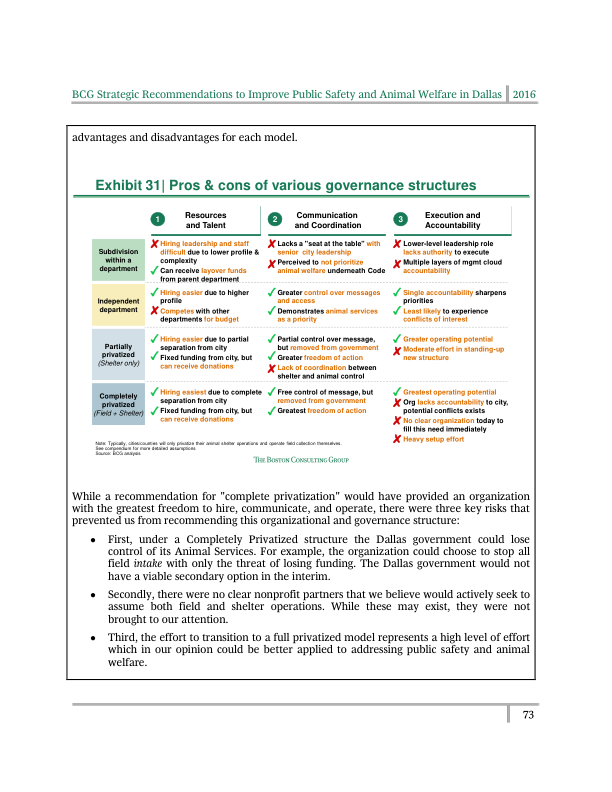 BCG Strategic Recommendations to Improve Public Safety and Animal Welfare in Dallas 2016
advantages and disadvantages for each model.
Exhibit 31| Pros & cons of various governance structures
1 Resources
and Talent
2 Communication
and Coordination
3 Execution and
Accountability
Subdivision
within a
department
✘ Hiring leadership and staff
difficult due to lower profile &
complexity
✓ Can receive layover funds
from parent department
✘ Lacks a "seat at the table" with
senior city leadership
✘ Perceived to not prioritize
animal welfare underneath Code
✘ Lower-level leadership role
lacks authority to execute
✘ Multiple layers of mgmt cloud
accountability
Independent
department
✓ Hiring easier due to higher
profile
✘ Competes with other
departments for budget
✓ Greater control over messages
and access
✓ Demonstrates animal services
as a priority
✓ Single accountability sharpens
priorities
✓ Least likely to experience
conflicts of interest
Partially
privatized
(Shelter only)
✓ Hiring easier due to partial
separation from city
✓ Fixed funding from city, but
can receive donations
✓ Partial control over message,
but removed from government
✓ Greater freedom of action
✘ Lack of coordination between
shelter and animal control
✓ Greater operating potential
✘ Moderate effort in standing-up
new structure
Completely
privatized
(Field + Shelter)
✓ Hiring easiest due to complete
separation from city
✓ Fixed funding from city, but
can receive donations
✓ Free control of message, but
removed from government
✓ Greatest freedom of action
✓ Greatest operating potential
✘ Org lacks accountability to city,
potential conflicts exists
✘ No clear organization today to
fill this need immediately
✘ Heavy setup effort
Note: Typically, cities/counties will only privatize their animal shelter operations and operate field collection themselves.
See compendium for more detailed assumptions
Source: BCG analysis
The Boston Consulting Group
While a recommendation for "complete privatization" would have provided an organization
with the greatest freedom to hire, communicate, and operate, there were three key risks that
prevented us from recommending this organizational and governance structure:
• First, under a Completely Privatized structure the Dallas government could lose
control of its Animal Services. For example, the organization could choose to stop all
field intake with only the threat of losing funding. The Dallas government would not
have a viable secondary option in the interim.
• Secondly, there were no clear nonprofit partners that we believe would actively seek to
assume both field and shelter operations. While these may exist, they were not
brought to our attention.
• Third, the effort to transition to a full privatized model represents a high level of effort
which in our opinion could be better applied to addressing public safety and animal
welfare.
73